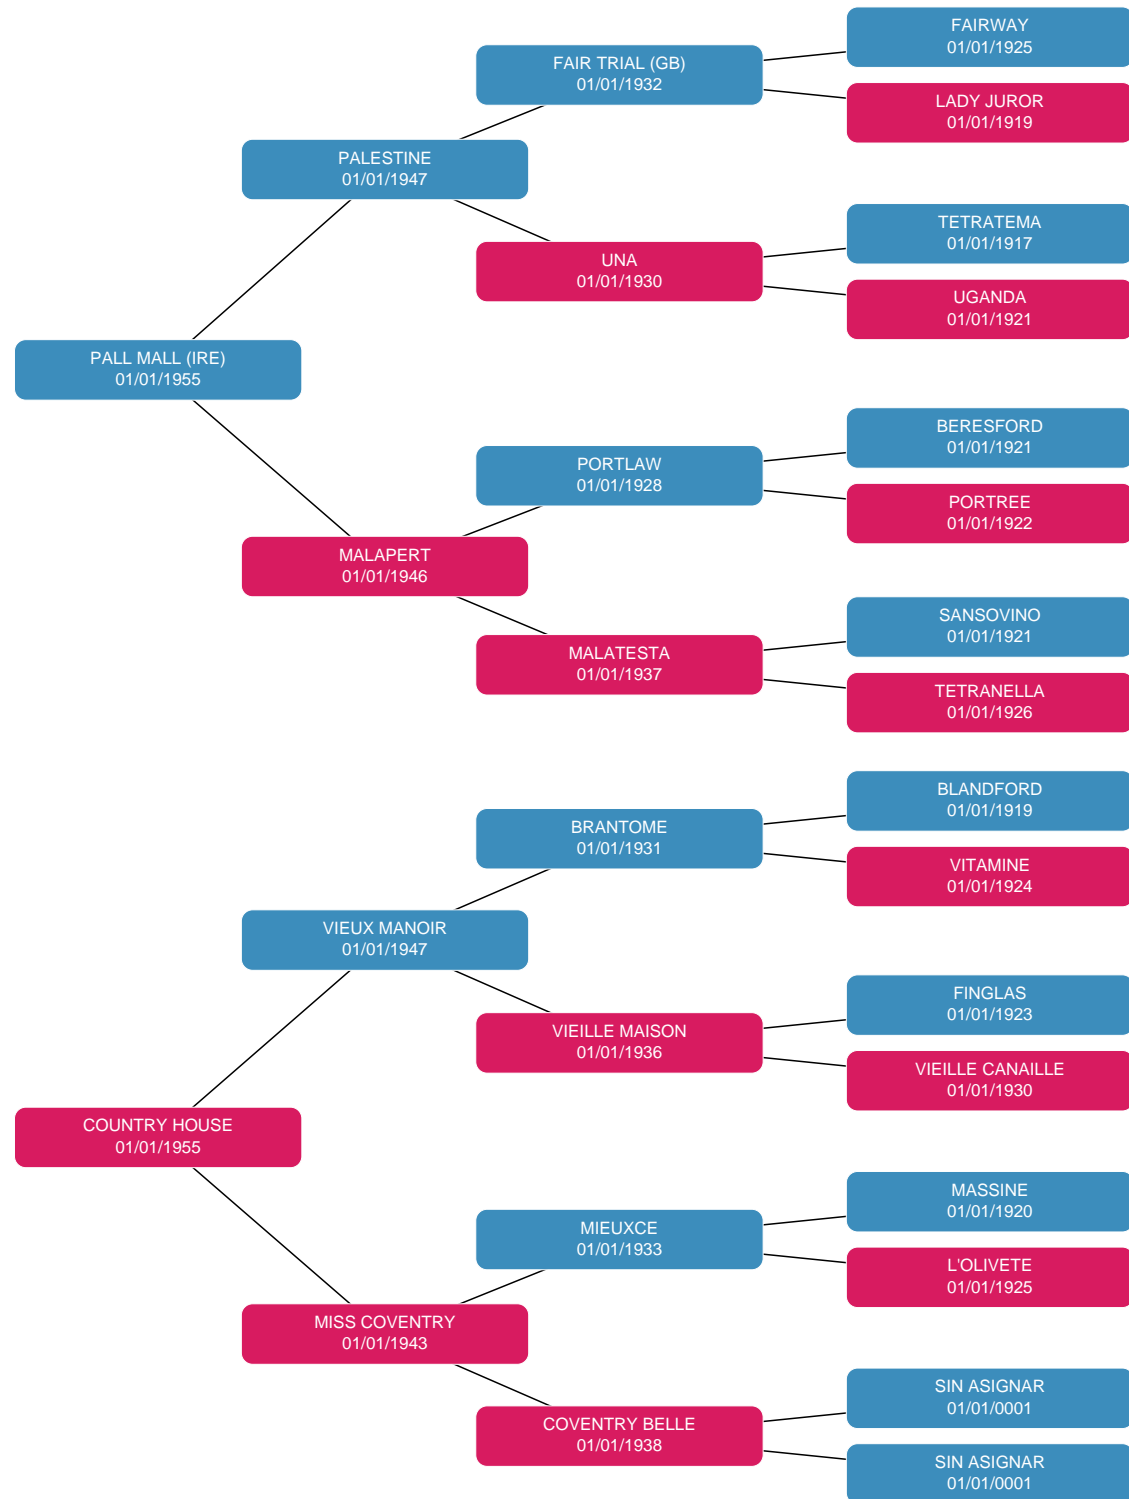 FAIRWAY
01/01/1925
FAIR TRIAL (GB)
01/01/1932
LADY JUROR
01/01/1919
PALESTINE
01/01/1947
TETRATEMA
01/01/1917
UNA
01/01/1930
UGANDA
01/01/1921
PALL MALL (IRE)
01/01/1955
BERESFORD
01/01/1921
PORTLAW
01/01/1928
PORTREE
01/01/1922
MALAPERT
01/01/1946
SANSOVINO
01/01/1921
MALATESTA
01/01/1937
TETRANELLA
01/01/1926
BLANDFORD
01/01/1919
BRANTOME
01/01/1931
VITAMINE
01/01/1924
VIEUX MANOIR
01/01/1947
FINGLAS
01/01/1923
VIEILLE MAISON
01/01/1936
VIEILLE CANAILLE
01/01/1930
COUNTRY HOUSE
01/01/1955
MASSINE
01/01/1920
MIEUXCE
01/01/1933
L'OLIVETE
01/01/1925
MISS COVENTRY
01/01/1943
SIN ASIGNAR
01/01/0001
COVENTRY BELLE
01/01/1938
SIN ASIGNAR
01/01/0001